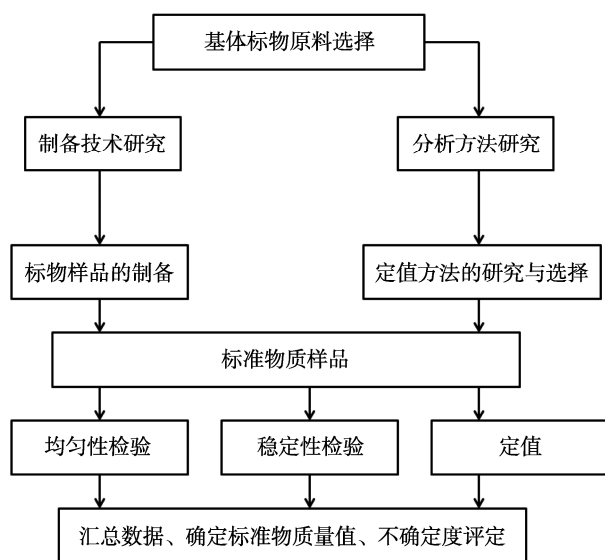 基体标物原料选择
制备技术研究
分析方法研究
标物样品的制备
定值方法的研究与选择
标准物质样品
均匀性检验
稳定性检验
定值
汇总数据、确定标准物质量值、不确定度评定